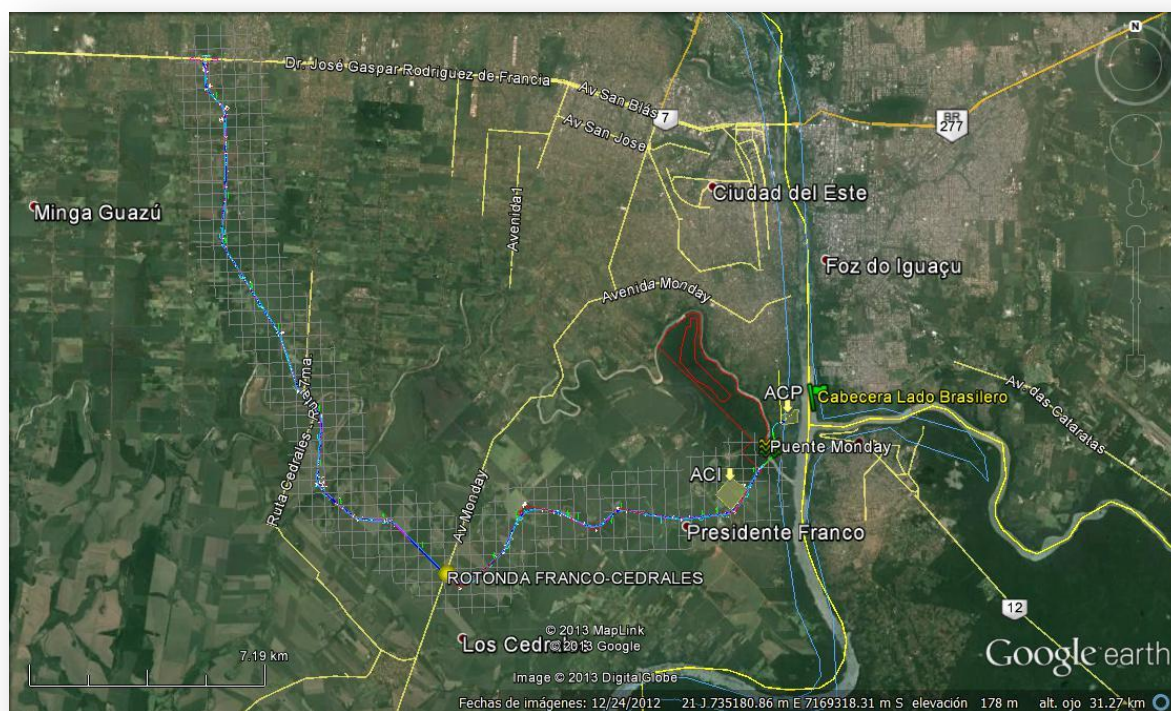 N
Dr. José Gaspar Rodriguez de Francia
Av San Blás
7
BR
277
Av San Jose
Ciudad del Este
Minga Guazú
Avenida 1
Foz do Iguaçu
Avenida Monday
Ruta Cedrales - R
7ma.
ACP
Cabecera Lado Brasilero
Av. das Cataratas
Puente Monday
ACI
Av Monday
Presidente Franco
ROTONDA FRANCO-CEDRALES
12
Los Cedrales
© 2013 MapLink
© 2013 Google
Image © 2013 DigitalGlobe
Google earth
7.19 km
Fechas de imágenes: 12/24/2012 21 J 735180.86 m E 7169318.31 m S elevación 178 m alt. ojo 31.27 km